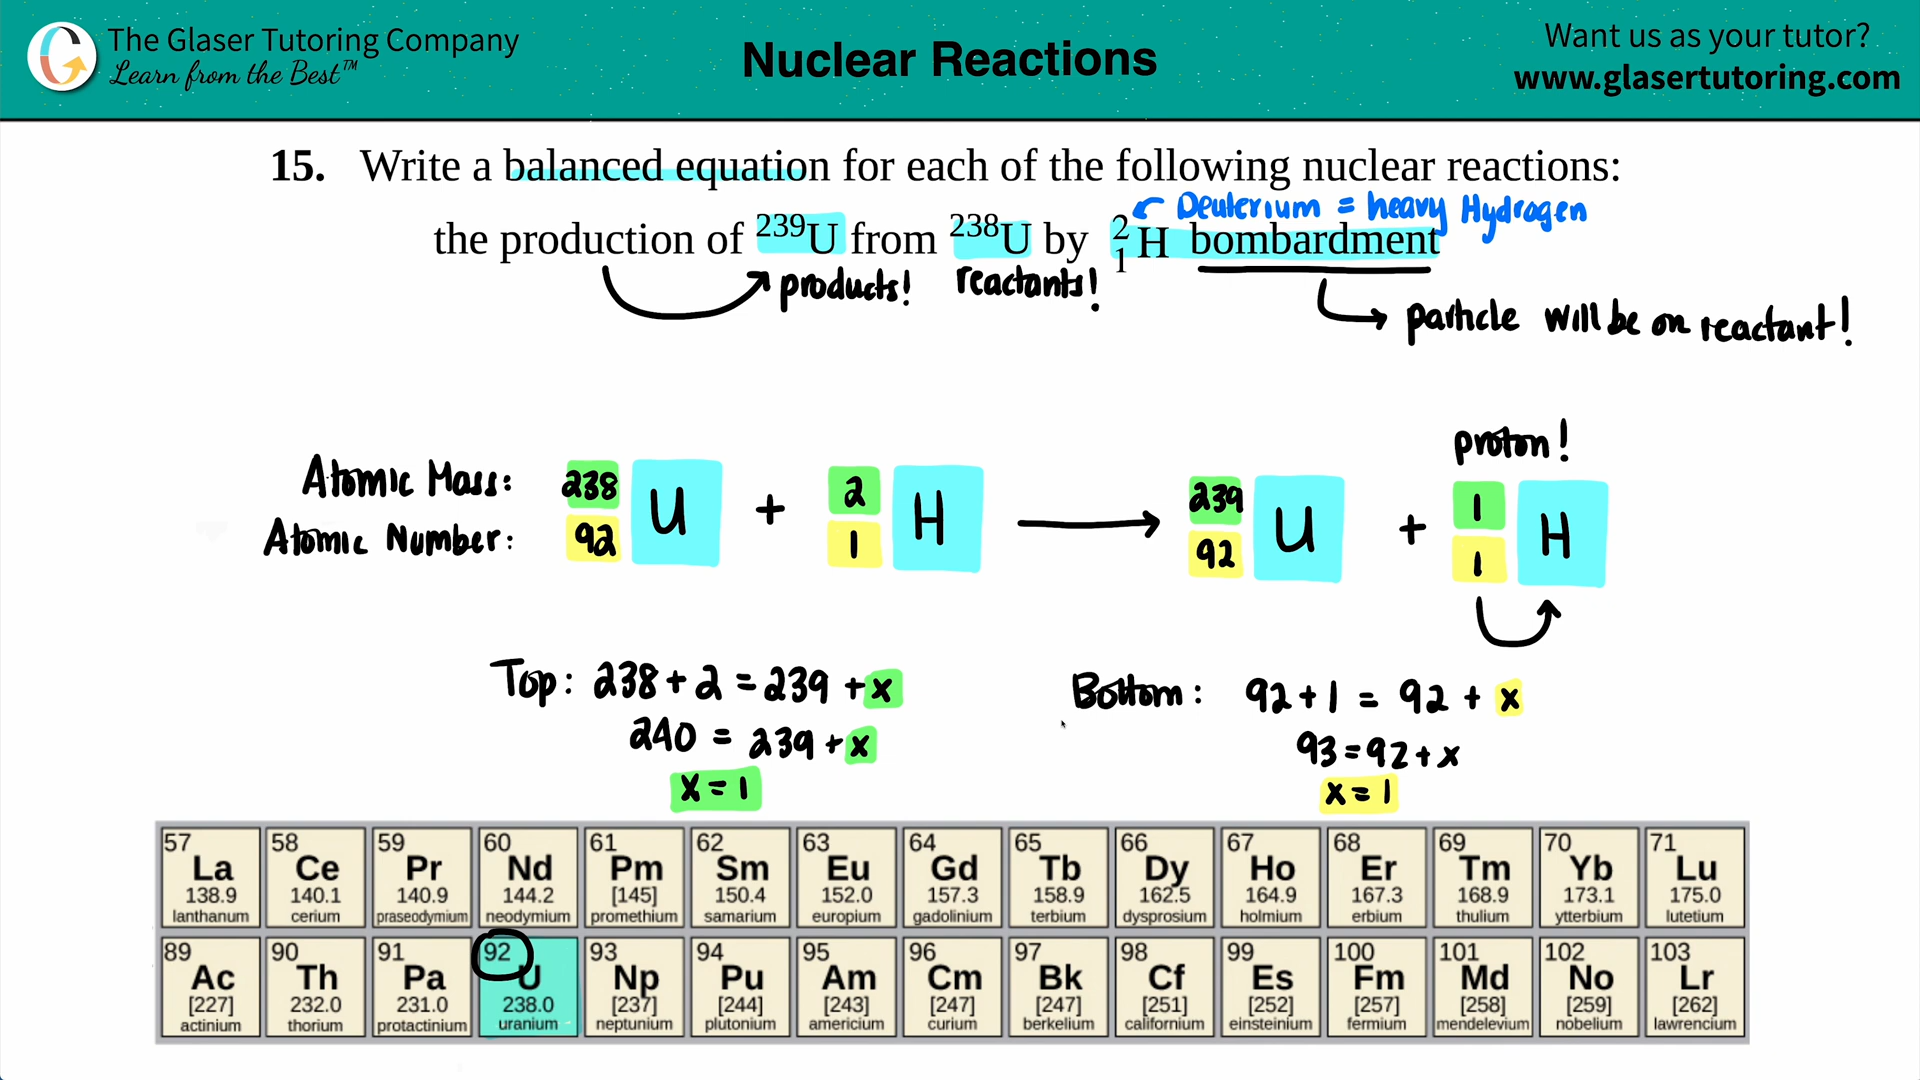 The Glaser Tutoring Company
Learn from the Best™
Nuclear Reactions
Want us as your tutor?
www.glasertutoring.com
15. Write a balanced equation for each of the following nuclear reactions:
Deuterium = heavy Hydrogen
the production of ²³⁹U from ²³⁸U by ²₁H bombardment
products! reactants!
particle will be on reactant!
proton!
Atomic Mass: 238 U + 2 H 239 U + 1 H
Atomic Number: 92 1 92 1
Top: 238 + 2 = 239 + x
240 = 239 + x
x = 1
Bottom: 92 + 1 = 92 + x
93 = 92 + x
x = 1
57 58 59 60 61 62 63 64 65 66 67 68 69 70 71
La Ce Pr Nd Pm Sm Eu Gd Tb Dy Ho Er Tm Yb Lu
138.9 140.1 140.9 144.2 [145] 150.4 152.0 157.3 158.9 162.5 164.9 167.3 168.9 173.1 175.0
lanthanum cerium praseodymium neodymium promethium samarium europium gadolinium terbium dysprosium holmium erbium thulium ytterbium lutetium
89 90 91 92 93 94 95 96 97 98 99 100 101 102 103
Ac Th Pa U Np Pu Am Cm Bk Cf Es Fm Md No Lr
[227] 232.0 231.0 238.0 [237] [244] [243] [247] [247] [251] [252] [257] [258] [259] [262]
actinium thorium protactinium uranium neptunium plutonium americium curium berkelium californium einsteinium fermium mendelevium nobelium lawrencium